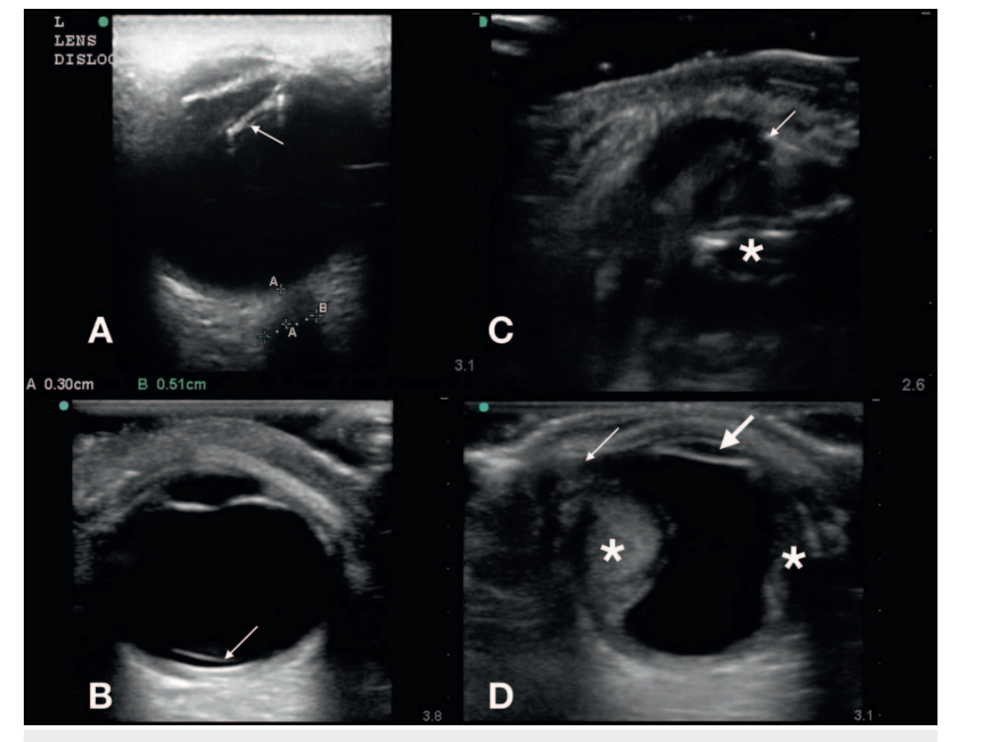 L
LENS
DISLOC
A
B
A
A
3.1
A 0.30cm B 0.51cm
*
C
2.6
B
3.8
*
*
D
3.1